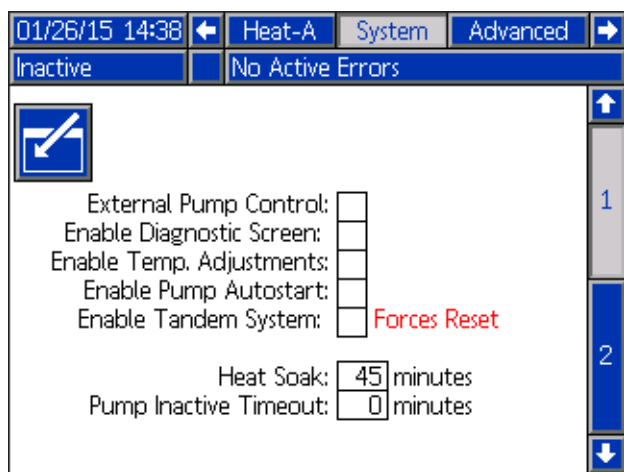 01/26/15 14:38 Heat-A System Advanced
Inactive No Active Errors
1
External Pump Control:
Enable Diagnostic Screen:
Enable Temp. Adjustments:
Enable Pump Autostart:
Enable Tandem System: Forces Reset
2
Heat Soak: 45 minutes
Pump Inactive Timeout: 0 minutes